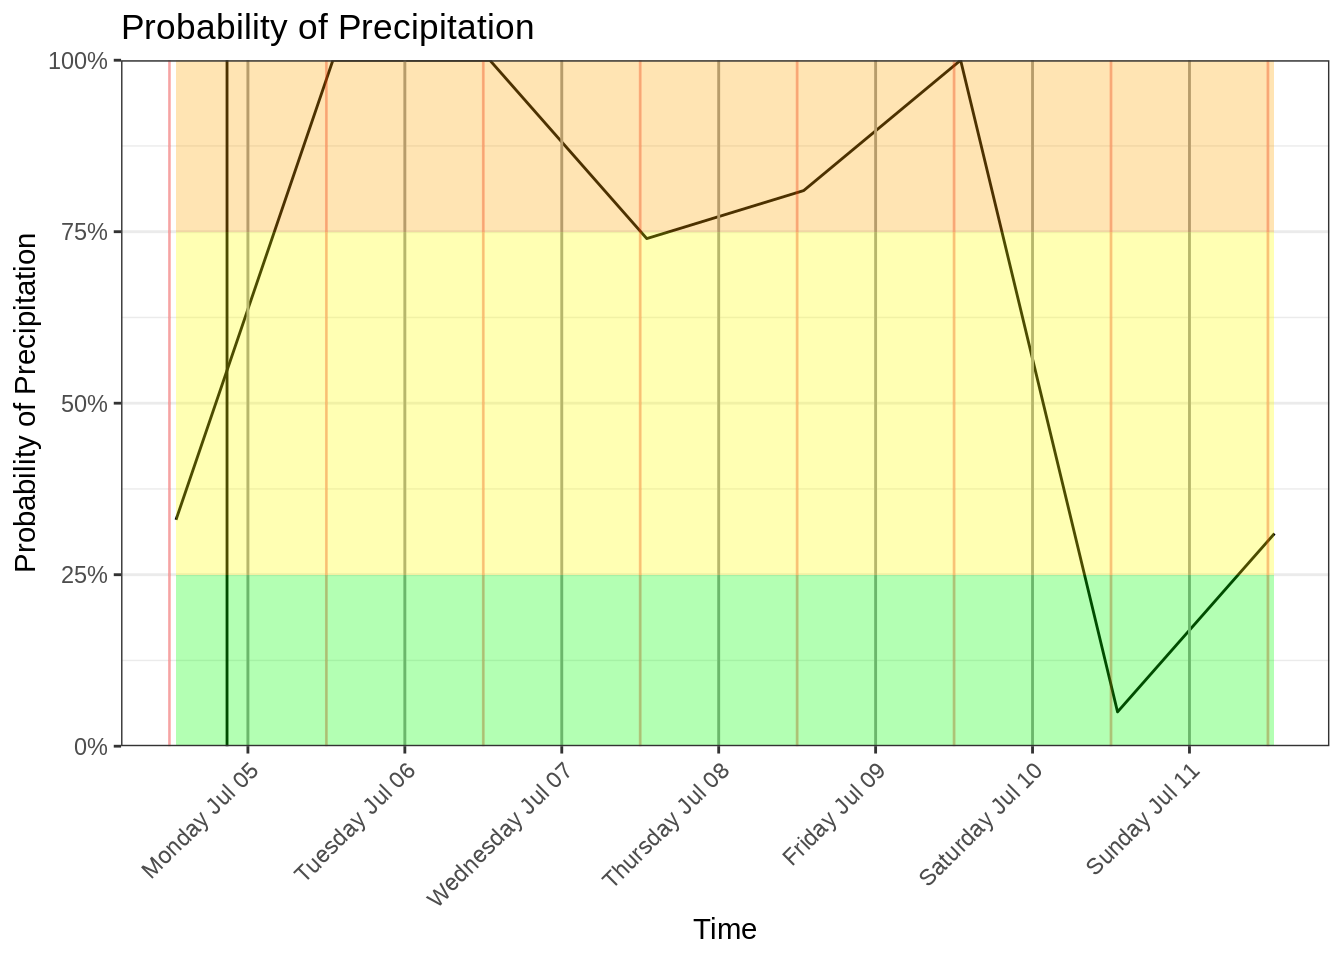 Probability of Precipitation
Probability of Precipitation
100%
75%
50%
25%
0%
Monday Jul 05
Tuesday Jul 06
Wednesday Jul 07
Thursday Jul 08
Friday Jul 09
Saturday Jul 10
Sunday Jul 11
Time